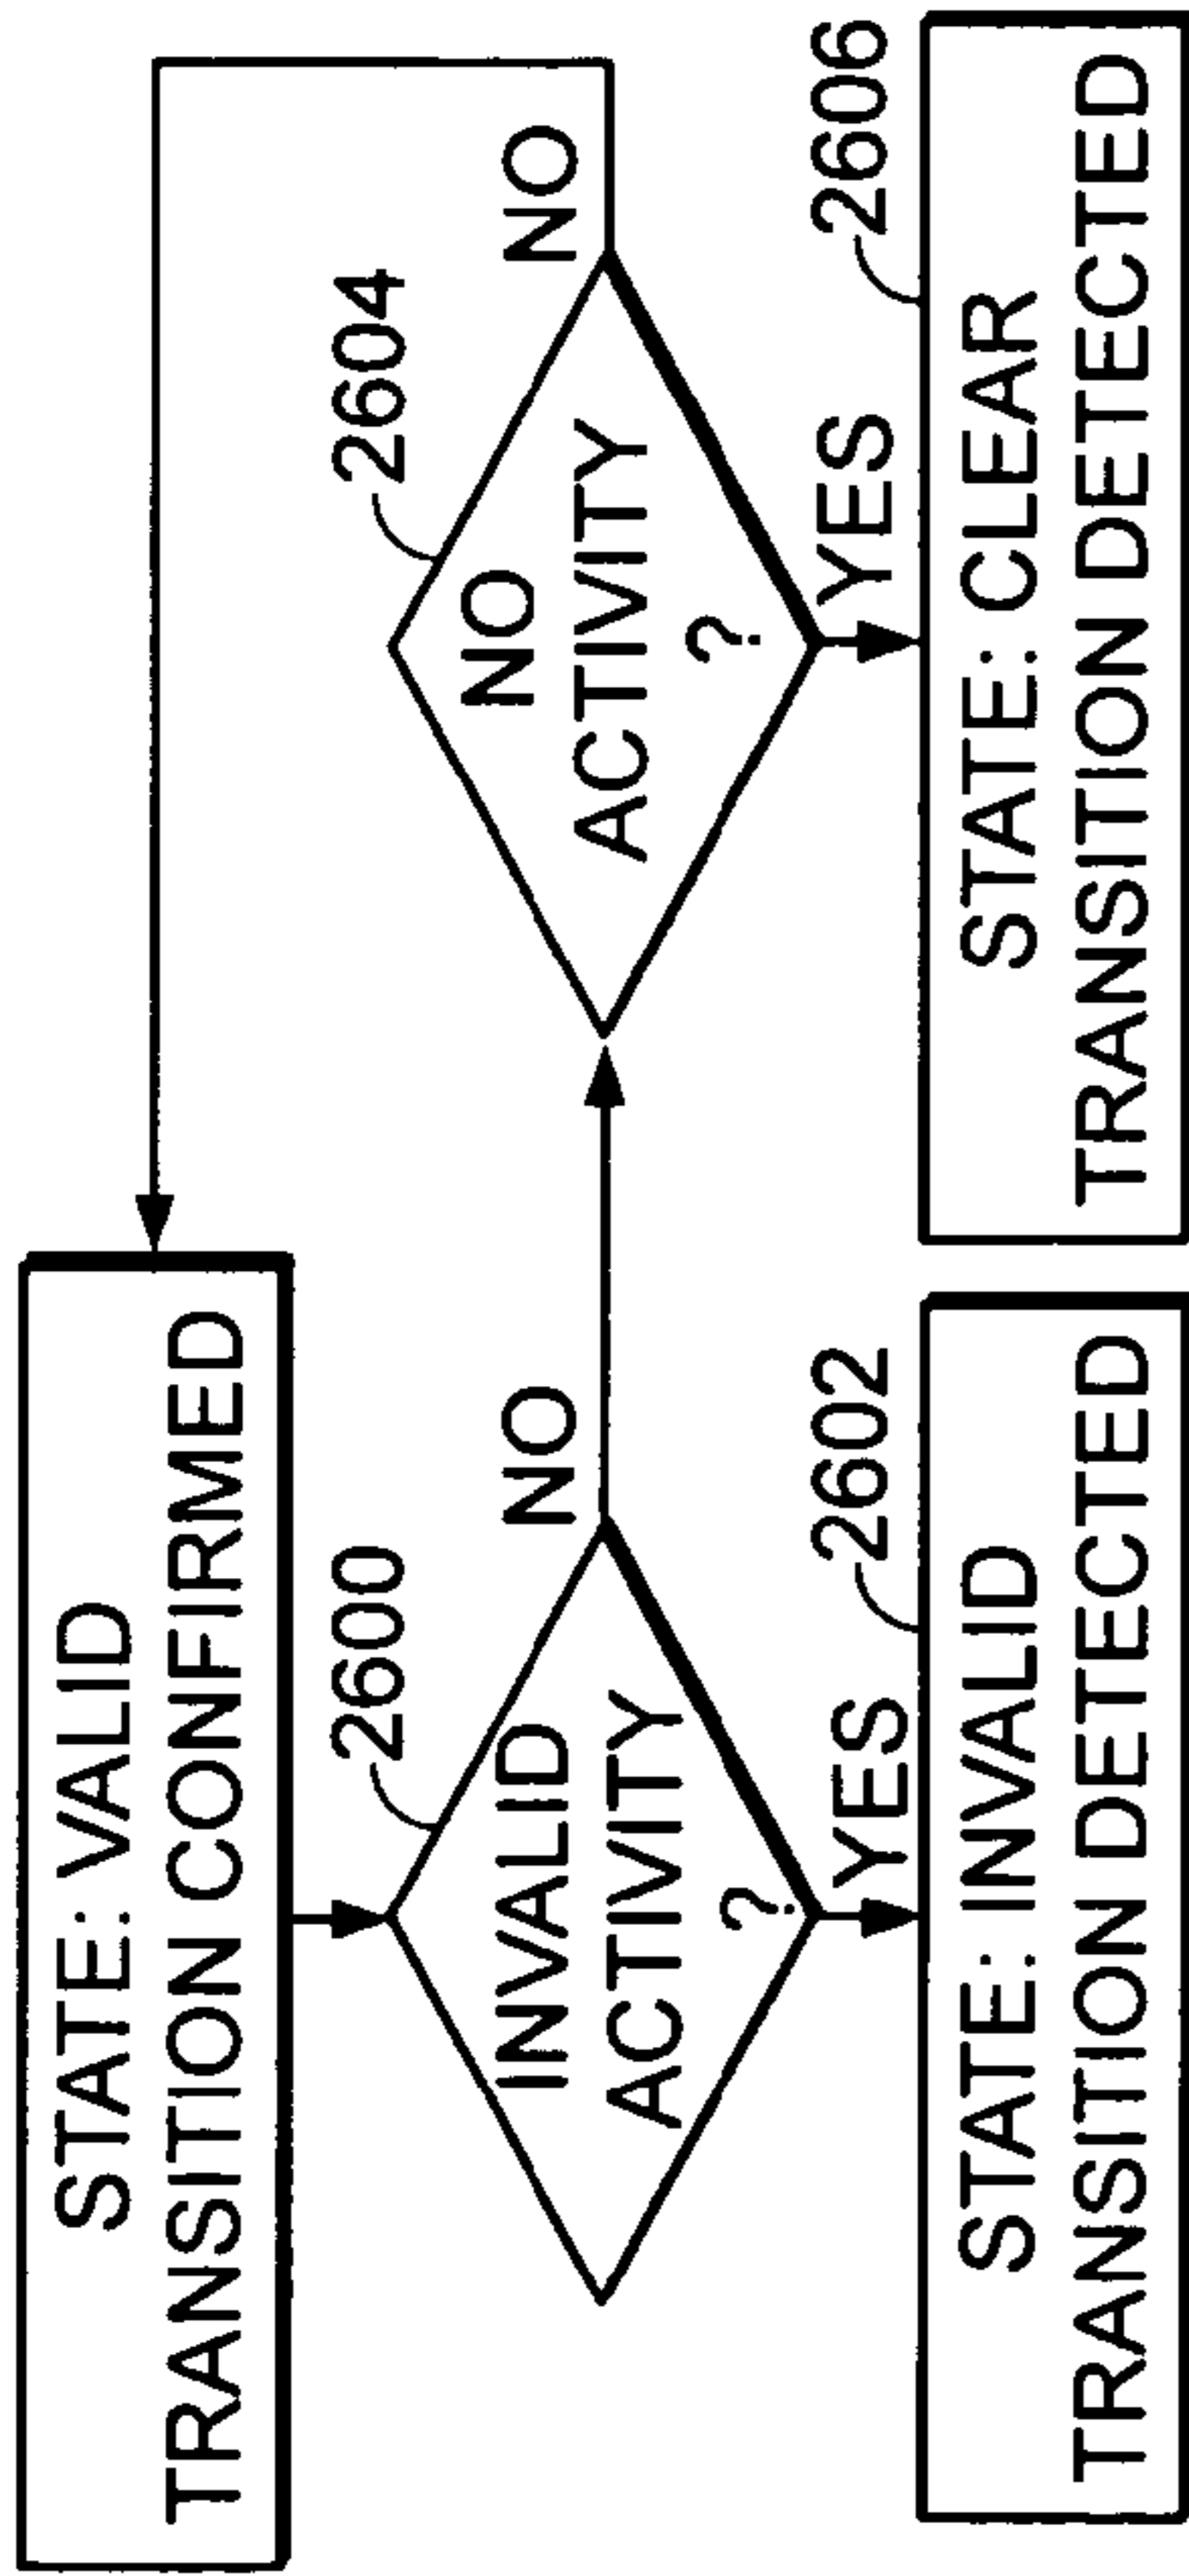 STATE: VALID
TRANSITION CONFIRMED
2600
INVALID
ACTIVITY
?
NO
YES
2602
STATE: INVALID
TRANSITION DETECTED
2604
NO
ACTIVITY
?
NO
YES
2606
STATE: CLEAR
TRANSITION DETECTED